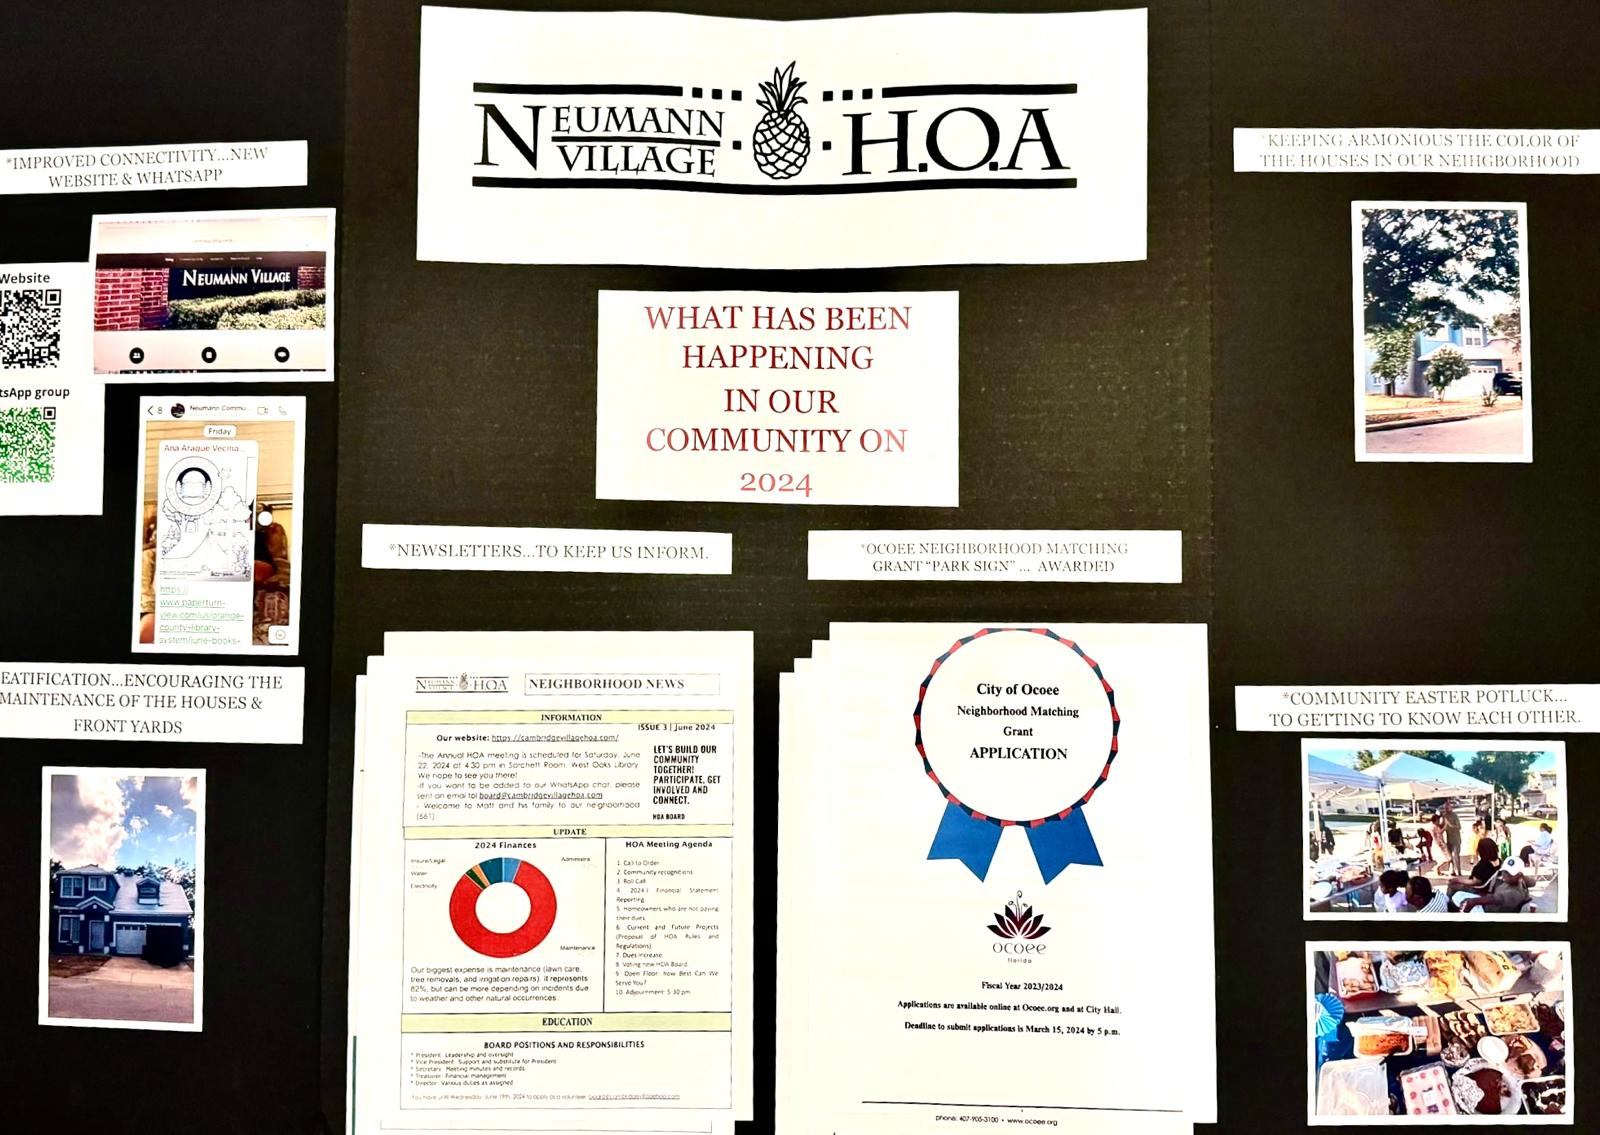 NEUMANN VILLAGE H.O.A
*IMPROVED CONNECTIVITY...NEW
WEBSITE & WHATSAPP
Website
tsApp group
NEUMANN VILLAGE
8 Neumann Commu...
Friday
Ana Araque Vecina...
https://
www.paperturn-
view.com/us/orange-
county-library-
system/june-books-
EATIFICATION...ENCOURAGING THE
MAINTENANCE OF THE HOUSES &
FRONT YARDS
WHAT HAS BEEN
HAPPENING
IN OUR
COMMUNITY ON
2024
*NEWSLETTERS...TO KEEP US INFORM.
NEUMANN VILLAGE H.O.A
NEIGHBORHOOD NEWS
INFORMATION
ISSUE 3 | June 2024
Our website: https://cambridgevillagehoa.com/
-The Annual HOA meeting is scheduled for Saturday, June
22, 2024 at 4:30 pm in Sorchett Room, West Oaks Library.
We hope to see you there!
-If you want to be added to our WhatsApp chat, please
sent an email to: board@cambridgevillagehoa.com
- Welcome to Matt and his family to our neighborhood
(661)
LET'S BUILD OUR
COMMUNITY
TOGETHER!
PARTICIPATE, GET
INVOLVED AND
CONNECT.
HOA BOARD
UPDATE
2024 Finances
Insure/Legal
Water
Electricity
Administra
Maintenance
Our biggest expense is maintenance (lawn care,
tree removals, and irrigation repairs). It represents
82%, but can be more depending on incidents due
to weather and other natural occurrences.
HOA Meeting Agenda
1. Call to Order
2. Community recognitions
3. Roll Call
4. 2024-1 Financial Statement
Reporting
5. Homeowners who are not paying
their dues.
6. Current and Future Projects
(Proposal of HOA Rules and
Regulations)
7. Dues Increase.
8. Voting new HOA Board.
9. Open Floor: how Best Can We
Serve You?
10. Adjournment: 5:30 pm
EDUCATION
BOARD POSITIONS AND RESPONSIBILITIES
* President: Leadership and oversight
* Vice President: Support and substitute for President
* Secretary: Meeting minutes and records
* Treasurer: Financial management
* Director: Various duties as assigned
You have until Wednesday, June 19th, 2024 to apply as a volunteer: board@cambridgevillagehoa.com
*OCOEE NEIGHBORHOOD MATCHING
GRANT “PARK SIGN” ... AWARDED
City of Ocoee
Neighborhood Matching
Grant
APPLICATION
ocoee
florida
Fiscal Year 2023/2024
Applications are available online at Ocoee.org and at City Hall.
Deadline to submit applications is March 15, 2024 by 5 p.m.
phone: 407-905-3100 • www.ocoee.org
*KEEPING ARMONIOUS THE COLOR OF
THE HOUSES IN OUR NEIHGBORHOOD
*COMMUNITY EASTER POTLUCK...
TO GETTING TO KNOW EACH OTHER.